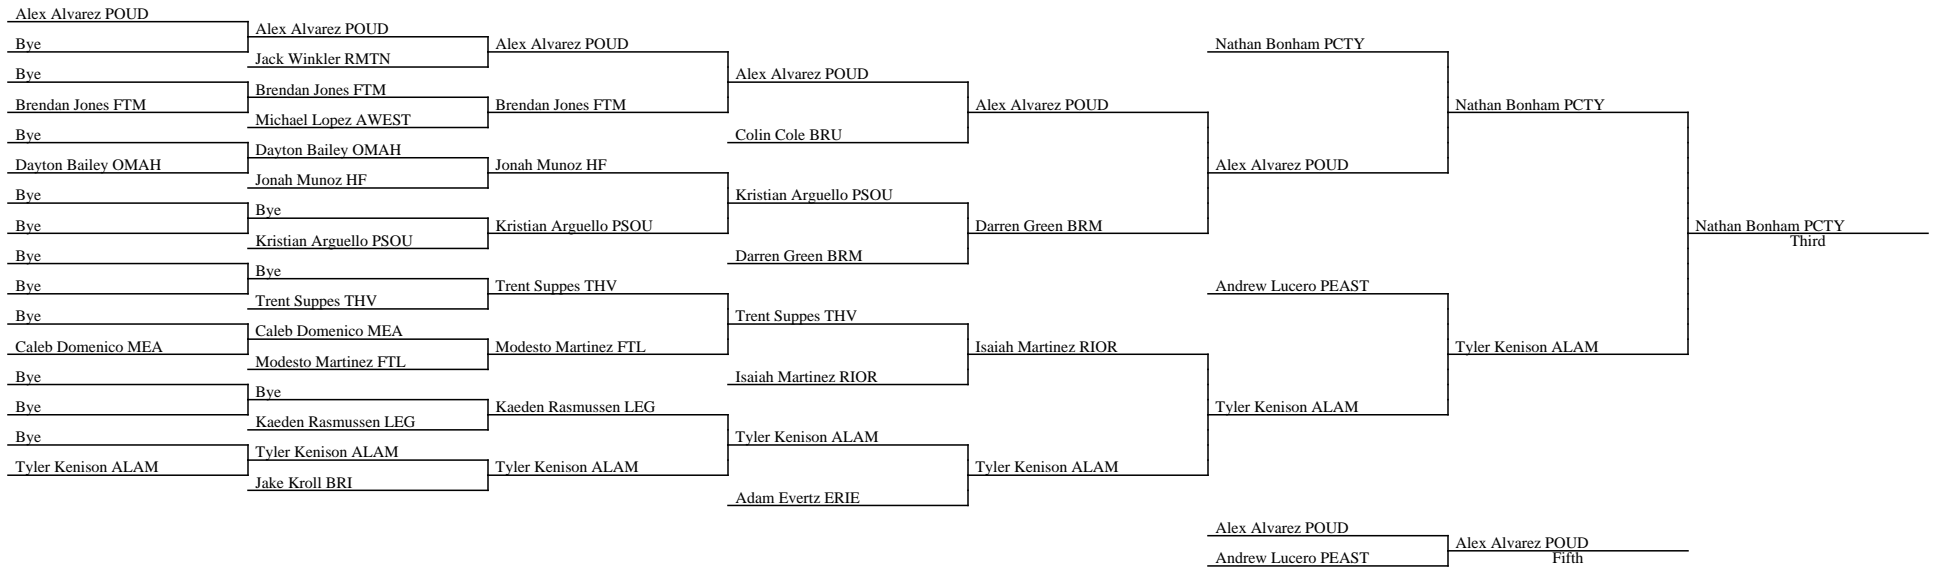 Alex Alvarez POUD
Bye
Bye
Brendan Jones FTM
Bye
Dayton Bailey OMAH
Bye
Bye
Bye
Bye
Bye
Caleb Domenico MEA
Bye
Bye
Bye
Tyler Kenison ALAM
Alex Alvarez POUD
Jack Winkler RMTN
Brendan Jones FTM
Michael Lopez AWEST
Dayton Bailey OMAH
Jonah Munoz HF
Bye
Kristian Arguello PSOU
Bye
Trent Suppes THV
Caleb Domenico MEA
Modesto Martinez FTL
Bye
Kaeden Rasmussen LEG
Tyler Kenison ALAM
Jake Kroll BRI
Alex Alvarez POUD
Brendan Jones FTM
Jonah Munoz HF
Kristian Arguello PSOU
Trent Suppes THV
Modesto Martinez FTL
Kaeden Rasmussen LEG
Tyler Kenison ALAM
Alex Alvarez POUD
Colin Cole BRU
Kristian Arguello PSOU
Darren Green BRM
Trent Suppes THV
Isaiah Martinez RIOR
Tyler Kenison ALAM
Adam Evertz ERIE
Alex Alvarez POUD
Darren Green BRM
Isaiah Martinez RIOR
Tyler Kenison ALAM
Nathan Bonham PCTY
Alex Alvarez POUD
Andrew Lucero PEAST
Tyler Kenison ALAM
Nathan Bonham PCTY
Tyler Kenison ALAM
Nathan Bonham PCTY
Third
Alex Alvarez POUD
Andrew Lucero PEAST
Alex Alvarez POUD
Fifth